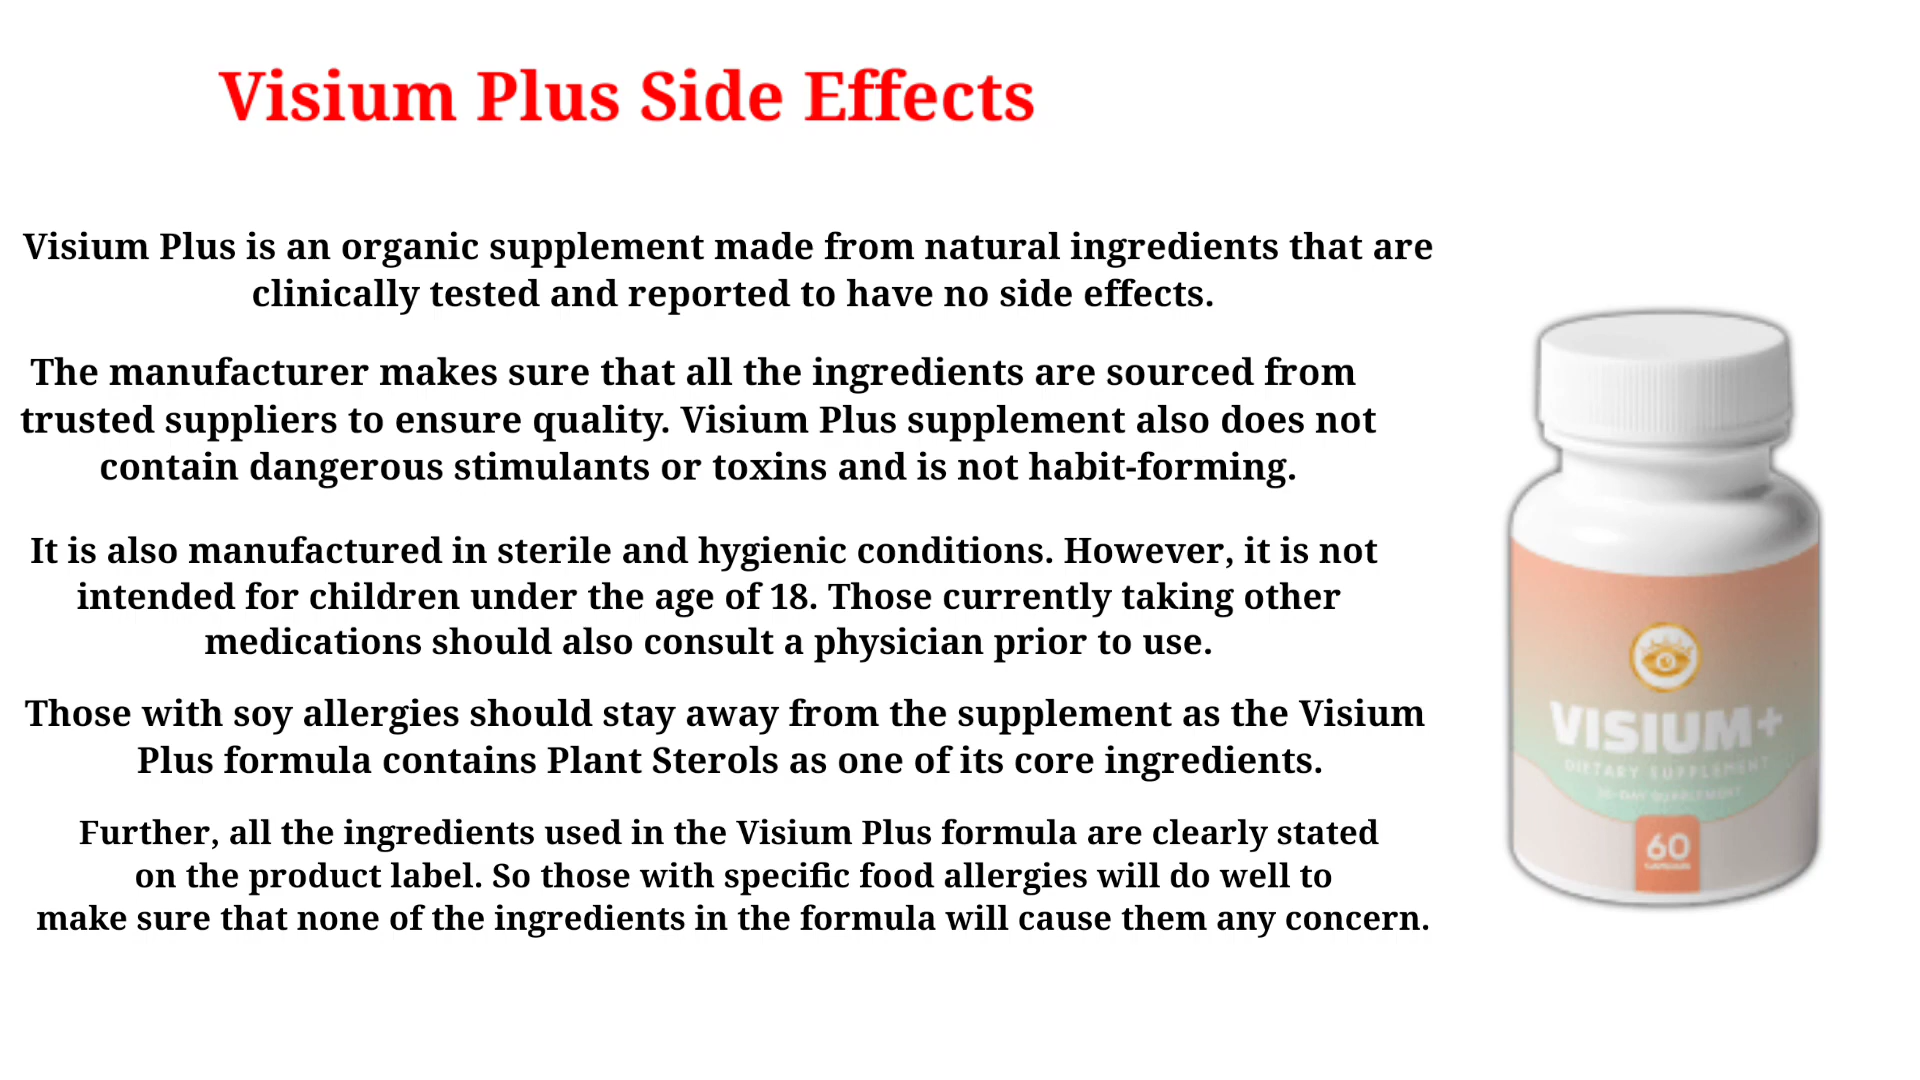 Visium Plus Side Effects
Visium Plus is an organic supplement made from natural ingredients that are
clinically tested and reported to have no side effects.
The manufacturer makes sure that all the ingredients are sourced from
trusted suppliers to ensure quality. Visium Plus supplement also does not
contain dangerous stimulants or toxins and is not habit-forming.
It is also manufactured in sterile and hygienic conditions. However, it is not
intended for children under the age of 18. Those currently taking other
medications should also consult a physician prior to use.
Those with soy allergies should stay away from the supplement as the Visium
Plus formula contains Plant Sterols as one of its core ingredients.
Further, all the ingredients used in the Visium Plus formula are clearly stated
on the product label. So those with specific food allergies will do well to
make sure that none of the ingredients in the formula will cause them any concern.
VISIUM+
DIETARY SUPPLEMENT
60